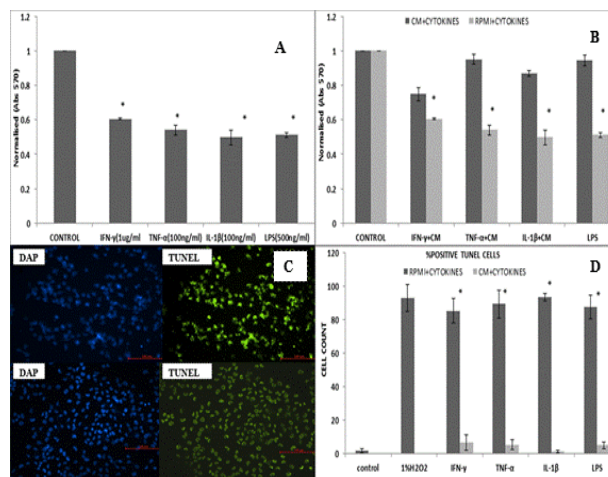 A
Normalised (Abs 570)
1.2
1
0.8
0.6
0.4
0.2
0
*
*
*
*
CONTROL
IFN-γ(1ug/ml
TNF-α(100ng/ml)
IL-1β(100ng/ml)
LPS(500ng/ml)
B
CM+CYTOKINES
RPMI+CYTOKINES
Normalised (Abs 570)
1.2
1
0.8
0.6
0.4
0.2
0
*
*
*
*
CONTROL
IFN-γ+CM
TNF-α+CM
IL-1β+CM
LPS
DAP
TUNEL
C
DAP
TUNEL
%POSITIVE TUNEL CELLS
RPMI+CYTOKINES
CM+CYTOKINES
D
CELL COUNT
120
100
80
60
40
20
0
*
*
*
*
control
1%H2O2
IFN-γ
TNF-α
IL-1β
LPS